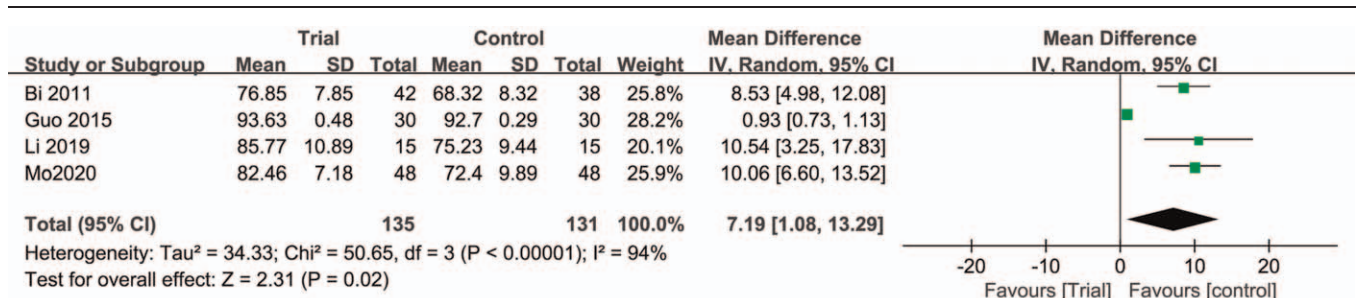 Trial Control Mean Difference Mean Difference
Study or Subgroup Mean SD Total Mean SD Total Weight IV, Random, 95% CI IV, Random, 95% CI
Bi 2011 76.85 7.85 42 68.32 8.32 38 25.8% 8.53 [4.98, 12.08]
Guo 2015 93.63 0.48 30 92.7 0.29 30 28.2% 0.93 [0.73, 1.13]
Li 2019 85.77 10.89 15 75.23 9.44 15 20.1% 10.54 [3.25, 17.83]
Mo2020 82.46 7.18 48 72.4 9.89 48 25.9% 10.06 [6.60, 13.52]
Total (95% CI) 135 131 100.0% 7.19 [1.08, 13.29]
Heterogeneity: Tau² = 34.33; Chi² = 50.65, df = 3 (P < 0.00001); I² = 94%
Test for overall effect: Z = 2.31 (P = 0.02)
-20 -10 0 10 20
Favours [Trial] Favours [control]